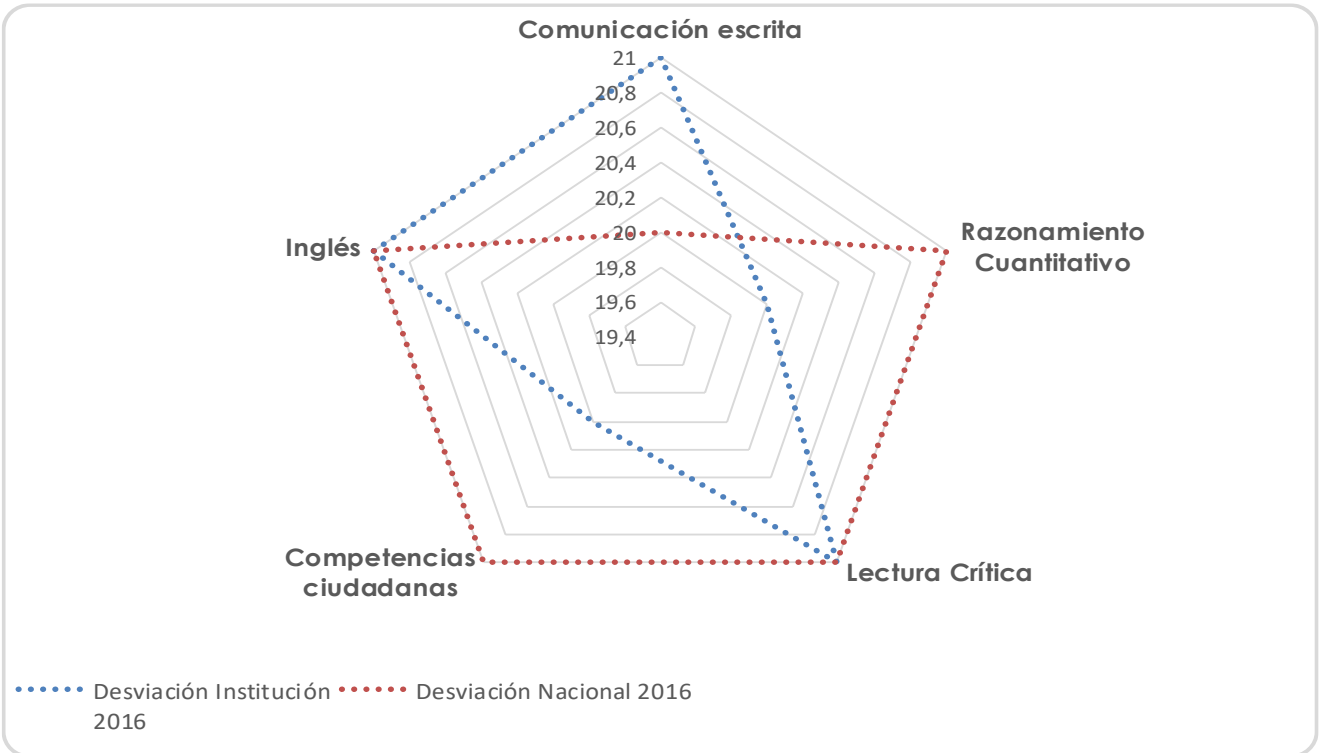 Comunicación escrita
21
20,8
20,6
20,4
20,2
20
19,8
19,6
19,4
Razonamiento
Cuantitativo
Inglés
Competencias
ciudadanas
Lectura Crítica
Desviación Institución
2016
Desviación Nacional 2016